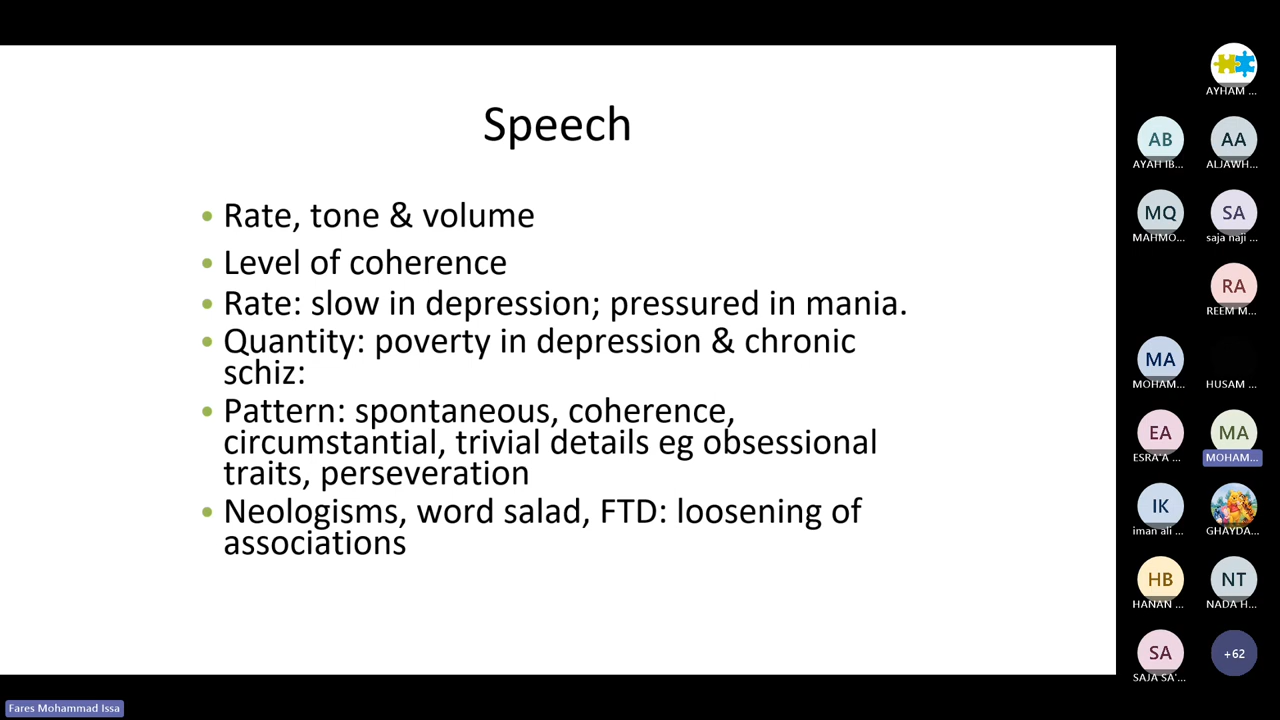 Speech
• Rate, tone & volume
• Level of coherence
• Rate: slow in depression; pressured in mania.
• Quantity: poverty in depression & chronic
schiz:
• Pattern: spontaneous, coherence,
circumstantial, trivial details eg obsessional
traits, perseveration
• Neologisms, word salad, FTD: loosening of
associations
AYHAM ...
AB AA
AYAH IB... ALJAWH...
MQ SA
MAHMO... saja naji ...
RA
REEM M...
MA
MOHAM... HUSAM ...
EA MA
ESRA'A ... MOHAM...
IK
iman ali ... GHAYDA...
HB NT
HANAN ... NADA H...
SA +62
SAJA SA'...
Fares Mohammad Issa